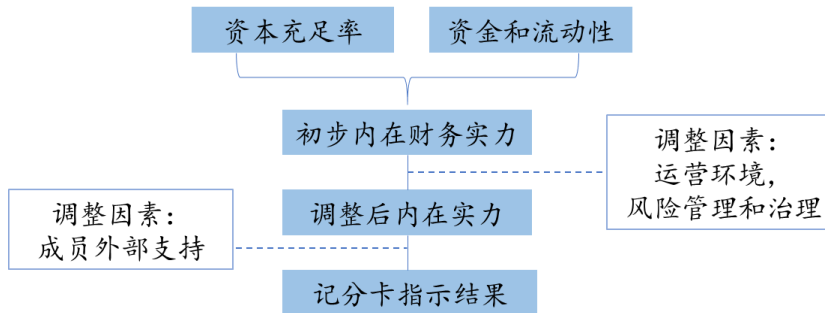 资本充足率
资金和流动性
初步内在财务实力
调整因素：
运营环境，
风险管理和治理
调整因素：
成员外部支持
调整后内在实力
记分卡指示结果